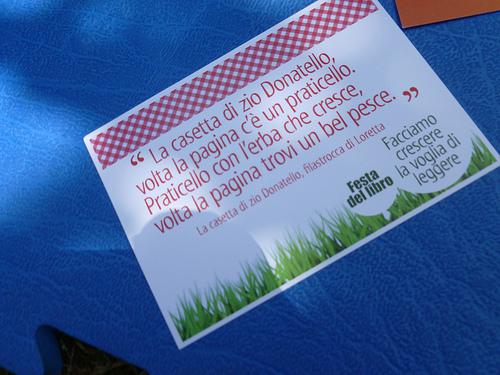 “ La casetta di zio Donatello,
volta la pagina c'è un praticello.
Praticello con l'erba che cresce,
volta la pagina trovi un bel pesce. ”
La casetta di zio Donatello, filastrocca di Loretta
Festa
del libro
Facciamo
crescere
la voglia di
leggere